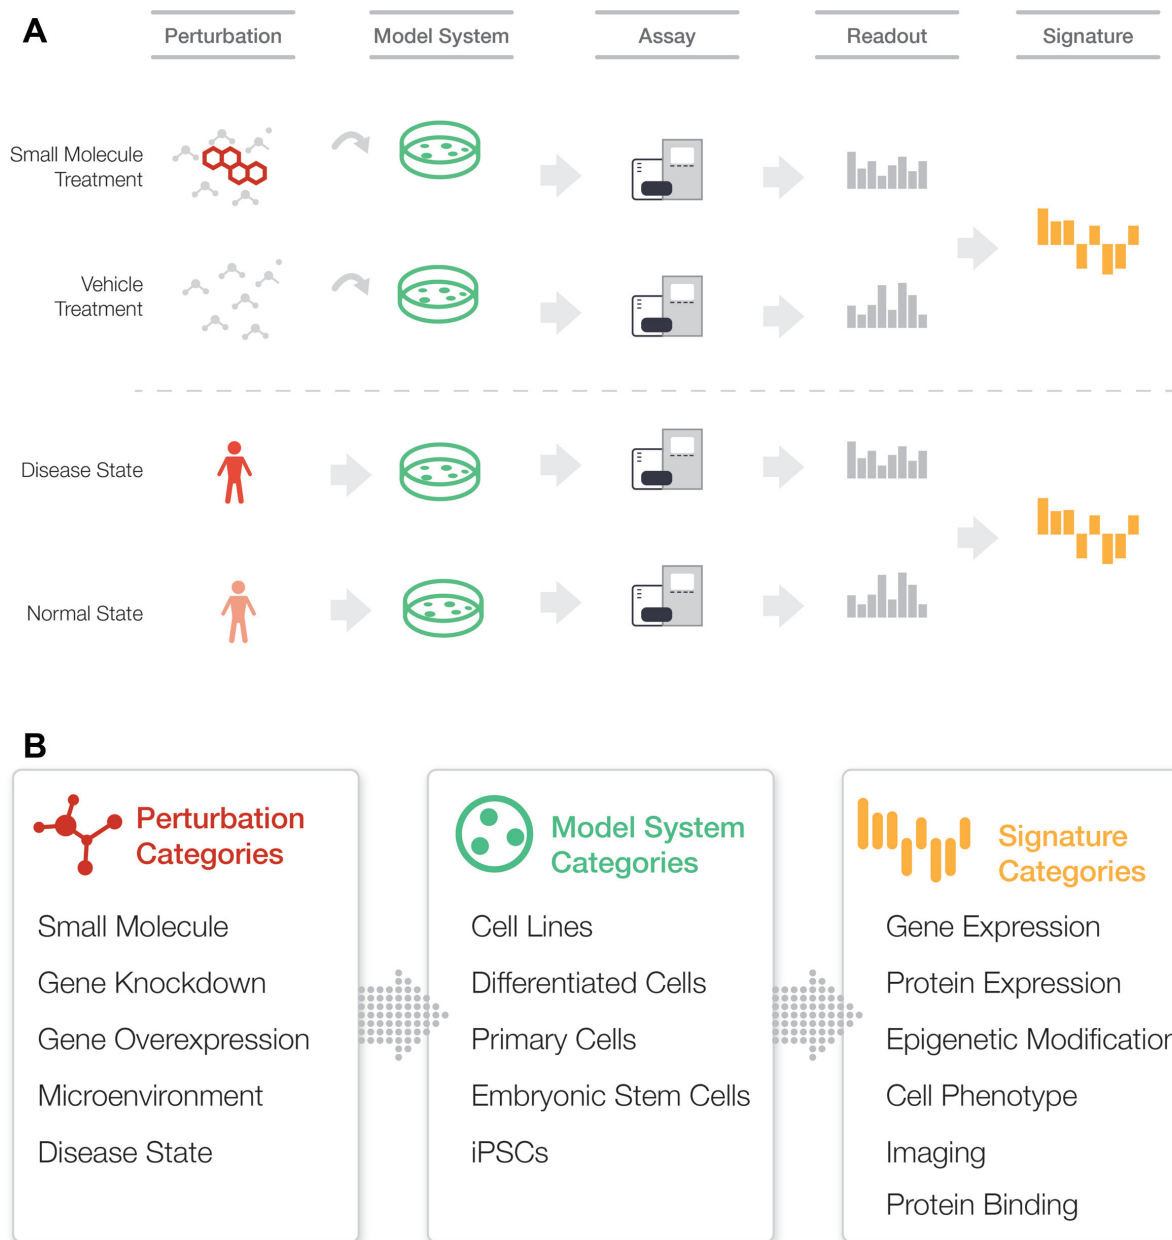 A
Perturbation
Model System
Assay
Readout
Signature
Small Molecule
Treatment
Vehicle
Treatment
Disease State
Normal State
B
Perturbation
Categories
Small Molecule
Gene Knockdown
Gene Overexpression
Microenvironment
Disease State
Model System
Categories
Cell Lines
Differentiated Cells
Primary Cells
Embryonic Stem Cells
iPSCs
Signature
Categories
Gene Expression
Protein Expression
Epigenetic Modification
Cell Phenotype
Imaging
Protein Binding